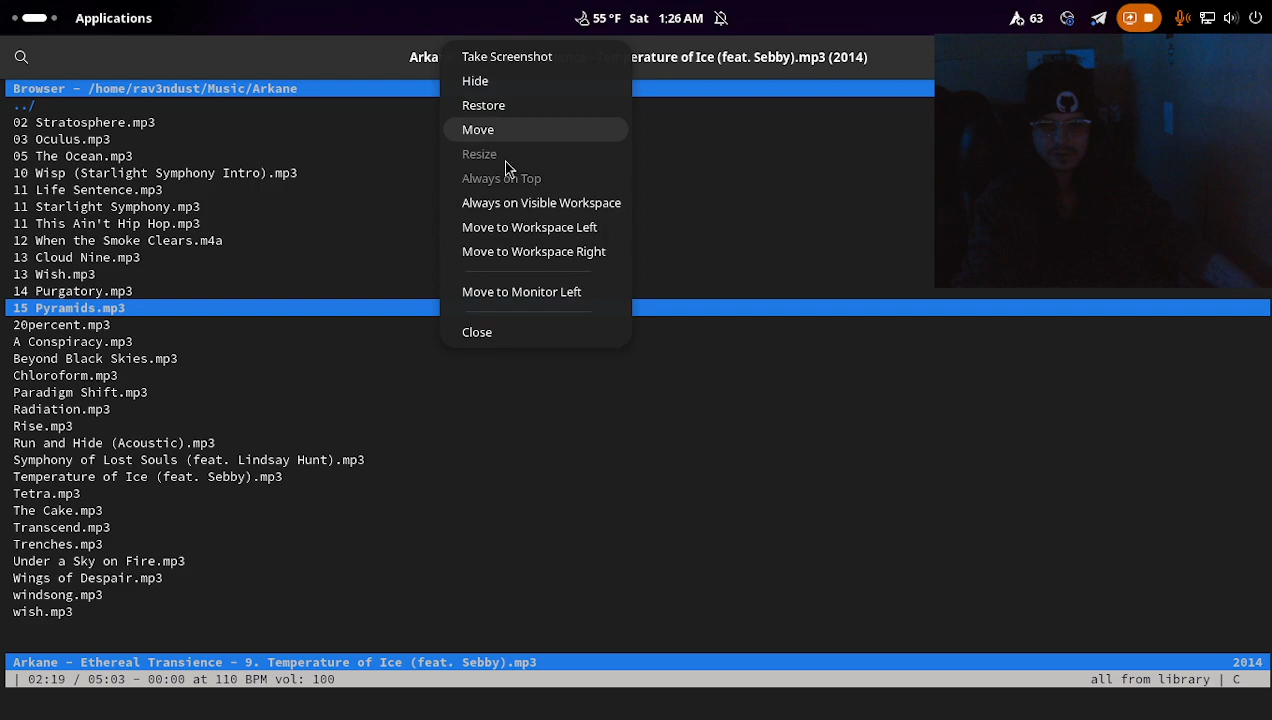 Applications
55 °F Sat 1:26 AM
63
Arka
erature of Ice (feat. Sebby).mp3 (2014)
Take Screenshot
Hide
Restore
Move
Resize
Always on Top
Always on Visible Workspace
Move to Workspace Left
Move to Workspace Right
Move to Monitor Left
Close
Browser - /home/rav3ndust/Music/Arkane
../
02 Stratosphere.mp3
03 Oculus.mp3
05 The Ocean.mp3
10 Wisp (Starlight Symphony Intro).mp3
11 Life Sentence.mp3
11 Starlight Symphony.mp3
11 This Ain't Hip Hop.mp3
12 When the Smoke Clears.m4a
13 Cloud Nine.mp3
13 Wish.mp3
14 Purgatory.mp3
15 Pyramids.mp3
20percent.mp3
A Conspiracy.mp3
Beyond Black Skies.mp3
Chloroform.mp3
Paradigm Shift.mp3
Radiation.mp3
Rise.mp3
Run and Hide (Acoustic).mp3
Symphony of Lost Souls (feat. Lindsay Hunt).mp3
Temperature of Ice (feat. Sebby).mp3
Tetra.mp3
The Cake.mp3
Transcend.mp3
Trenches.mp3
Under a Sky on Fire.mp3
Wings of Despair.mp3
windsong.mp3
wish.mp3
Arkane - Ethereal Transience - 9. Temperature of Ice (feat. Sebby).mp3 2014
| 02:19 / 05:03 - 00:00 at 110 BPM vol: 100 all from library | C